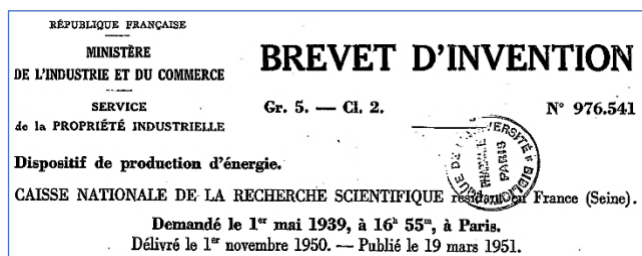 RÉPUBLIQUE FRANÇAISE
MINISTÈRE
DE L'INDUSTRIE ET DU COMMERCE
SERVICE
de la PROPRIÉTÉ INDUSTRIELLE
BREVET D'INVENTION
Gr. 5. — Cl. 2.
N° 976.541
Dispositif de production d'énergie.
CAISSE NATIONALE DE LA RECHERCHE SCIENTIFIQUE résidant en France (Seine).
Demandé le 1er mai 1939, à 16h 55m, à Paris.
Délivré le 1er novembre 1950. — Publié le 19 mars 1951.
PARIS